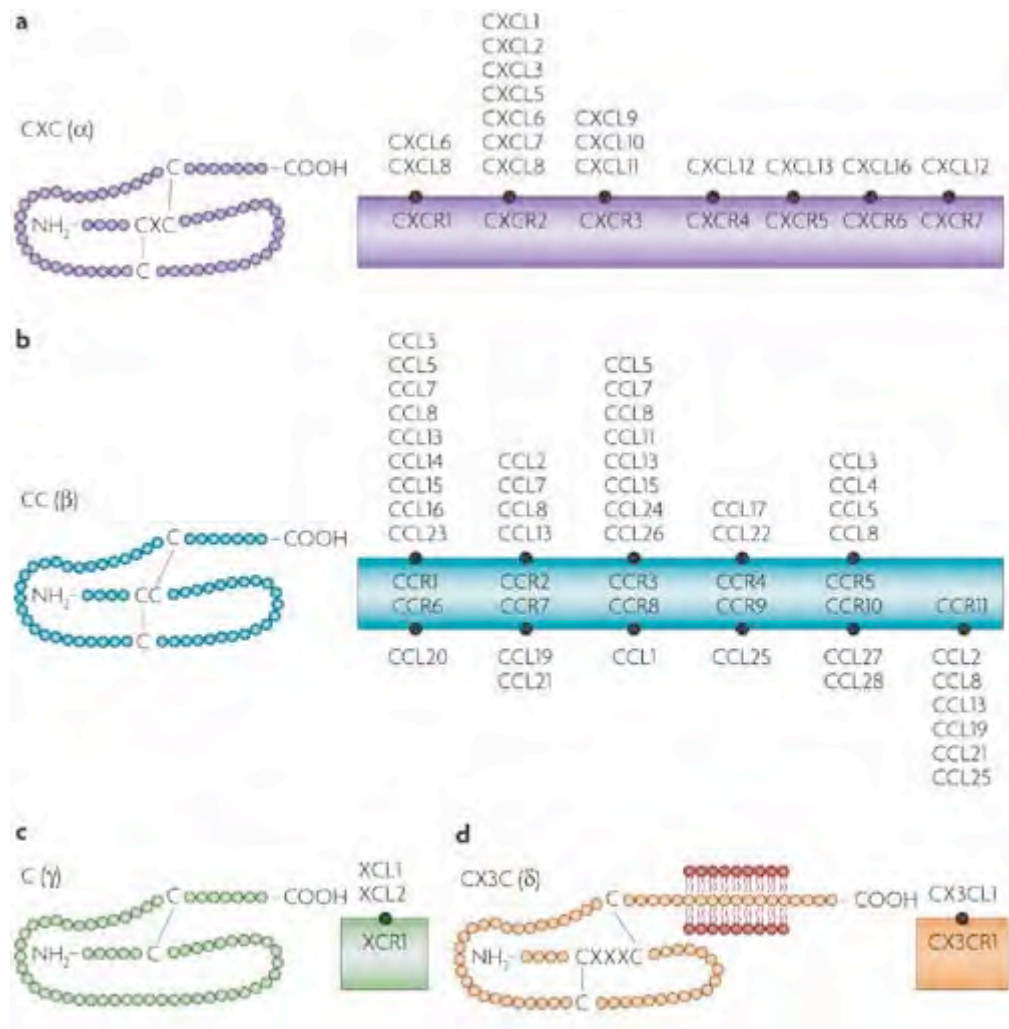 a
CXC (α)
NH2
CXC
C
C
COOH
CXCL6
CXCL8
CXCR1
CXCL1
CXCL2
CXCL3
CXCL5
CXCL6
CXCL7
CXCL8
CXCR2
CXCL9
CXCL10
CXCL11
CXCR3
CXCL12
CXCR4
CXCL13
CXCR5
CXCL16
CXCR6
CXCL12
CXCR7
b
CC (β)
NH2
CC
C
C
COOH
CCL3
CCL5
CCL7
CCL8
CCL13
CCL14
CCL15
CCL16
CCL23
CCR1
CCL2
CCL7
CCL8
CCL13
CCR2
CCL5
CCL7
CCL8
CCL11
CCL13
CCL15
CCL24
CCL26
CCR3
CCL17
CCL22
CCR4
CCL3
CCL4
CCL5
CCL8
CCR5
CCR6
CCL20
CCR7
CCL19
CCL21
CCR8
CCL1
CCR9
CCL25
CCR10
CCL27
CCL28
CCR11
CCL2
CCL8
CCL13
CCL19
CCL21
CCL25
c
C (γ)
NH2
C
C
COOH
XCL1
XCL2
XCR1
d
CX3C (δ)
NH2
CXXXC
C
C
COOH
CX3CL1
CX3CR1